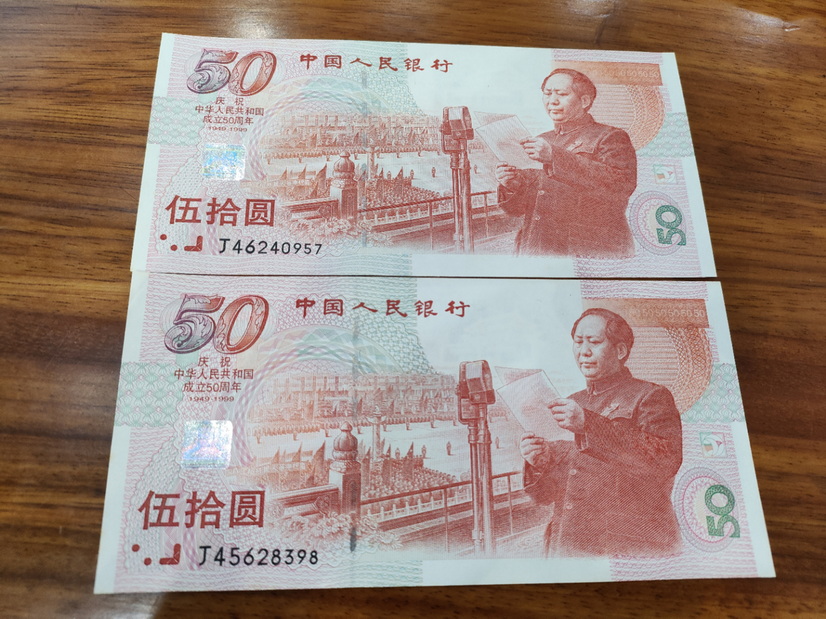 50
中国人民银行
庆祝
中华人民共和国
成立50周年
1949-1999
伍拾圆
J46240957
50
50
中国人民银行
庆祝
中华人民共和国
成立50周年
1949-1999
伍拾圆
J45628398
50